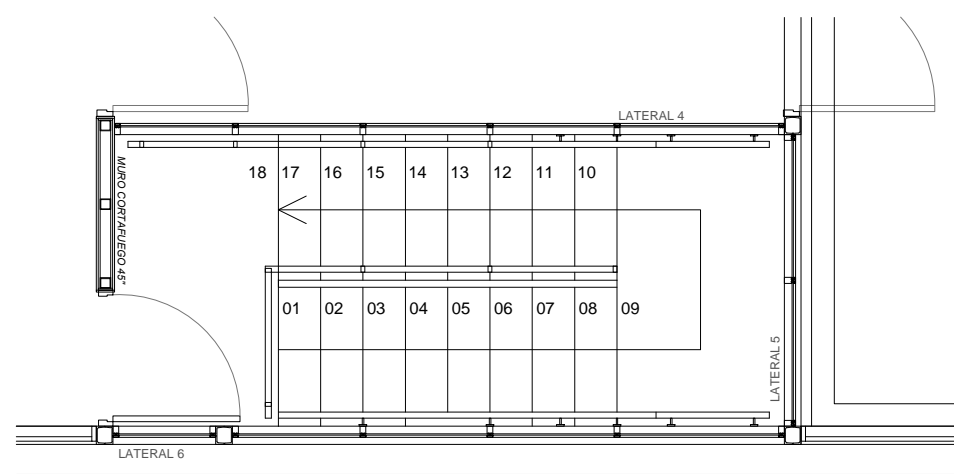 LATERAL 4
MURO CORTAFUEGO 45"
18 17 16 15 14 13 12 11 10
01 02 03 04 05 06 07 08 09
LATERAL 5
LATERAL 6